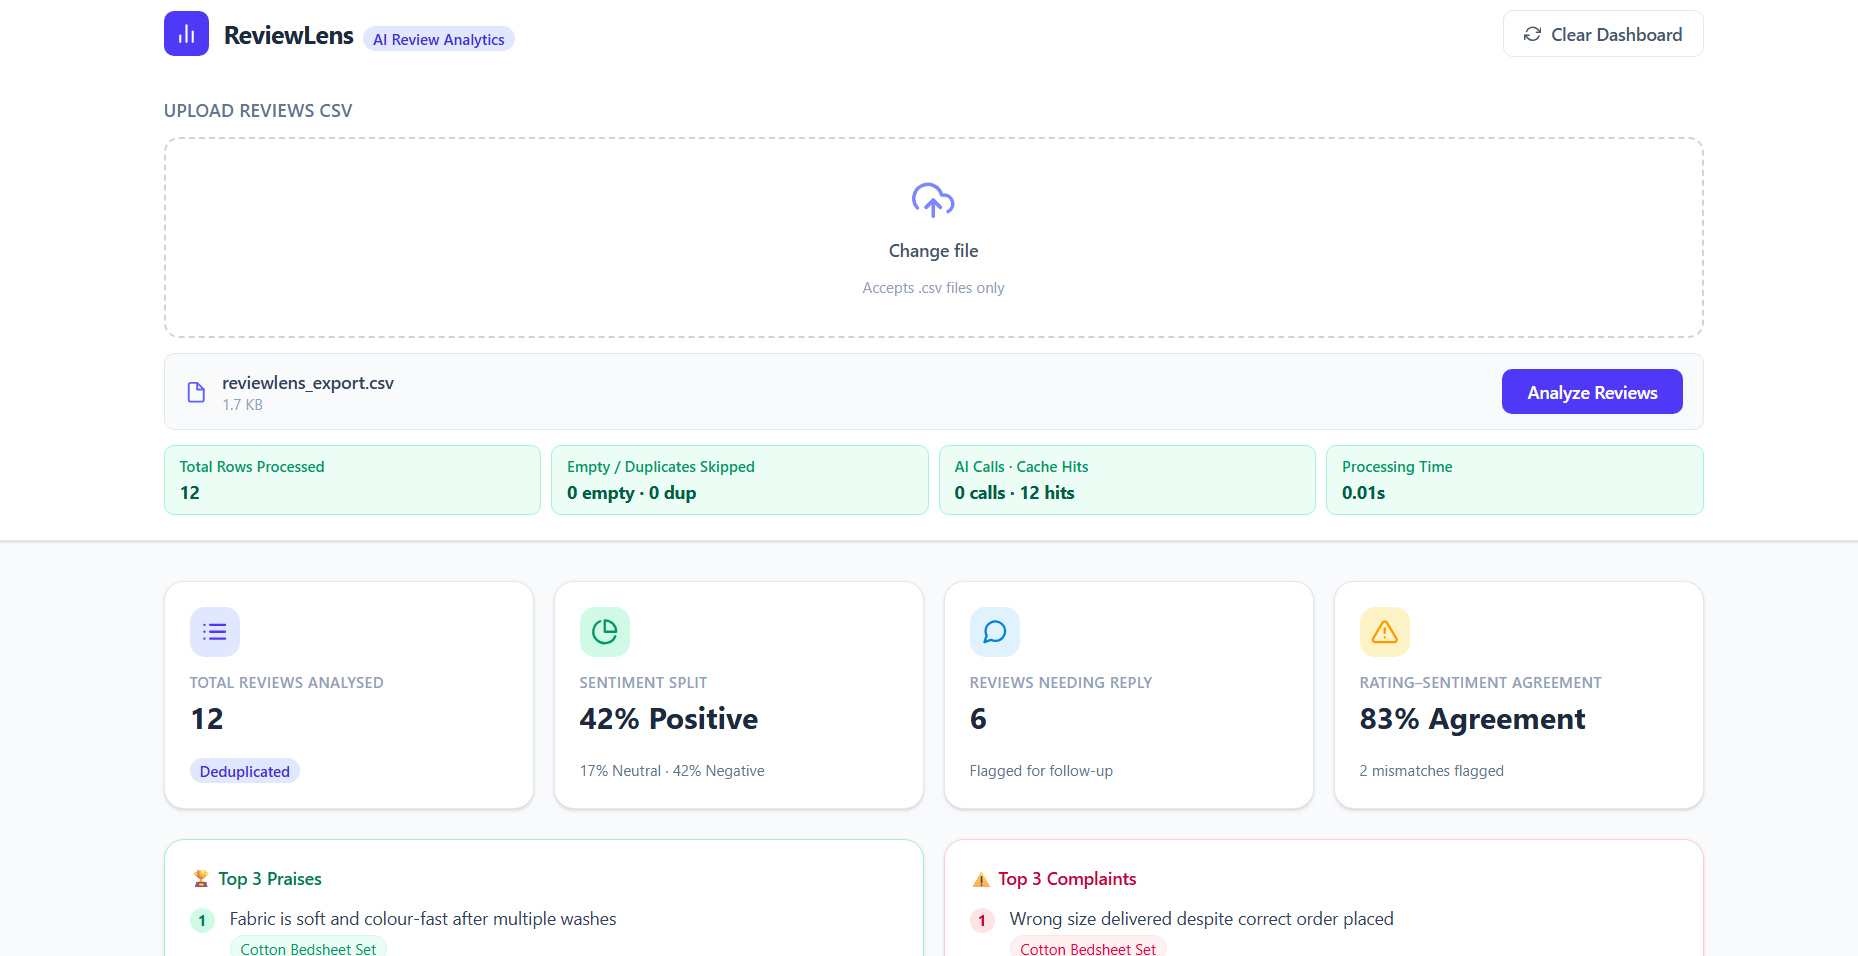 ReviewLens AI Review Analytics
Clear Dashboard
UPLOAD REVIEWS CSV
Change file
Accepts .csv files only
reviewlens_export.csv
1.7 KB
Analyze Reviews
Total Rows Processed
12
Empty / Duplicates Skipped
0 empty · 0 dup
AI Calls · Cache Hits
0 calls · 12 hits
Processing Time
0.01s
TOTAL REVIEWS ANALYSED
12
Deduplicated
SENTIMENT SPLIT
42% Positive
17% Neutral · 42% Negative
REVIEWS NEEDING REPLY
6
Flagged for follow-up
RATING–SENTIMENT AGREEMENT
83% Agreement
2 mismatches flagged
Top 3 Praises
1 Fabric is soft and colour-fast after multiple washes
Cotton Bedsheet Set
Top 3 Complaints
1 Wrong size delivered despite correct order placed
Cotton Bedsheet Set